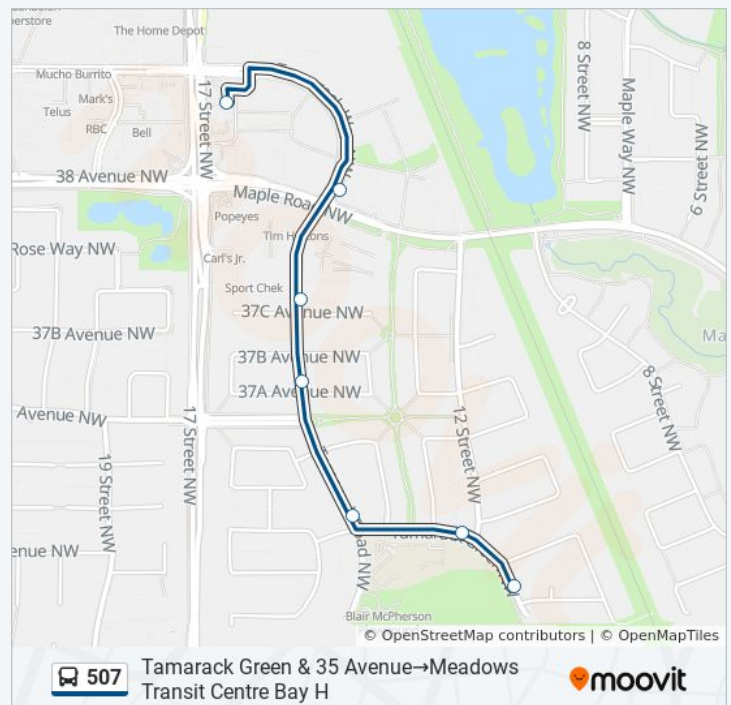 The Home Depot
Mucho Burrito
Mark's
Telus
RBC
Bell
17 Street NW
8 Street NW
Maple Way NW
9 Street NW
38 Avenue NW
Maple Road NW
Popeyes
Rose Way NW
Carl's Jr.
Sport Chek
37C Avenue NW
37B Avenue NW
37B Avenue NW
37A Avenue NW
Avenue NW
17 Street NW
12 Street NW
8 Street NW
19 Street NW
enue NW
Ma
Blair McPherson
© OpenStreetMap contributors | © OpenMapTiles
507
Tamarack Green & 35 Avenue→Meadows
Transit Centre Bay H
moovit